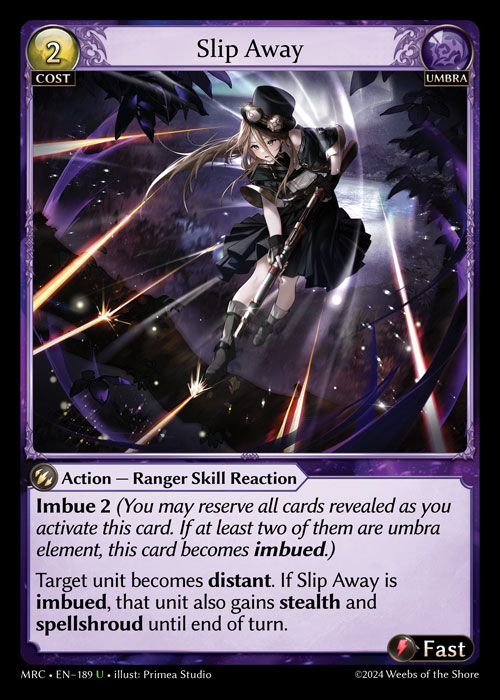 2
COST
Slip Away
UMBRA
Action — Ranger Skill Reaction
Imbue 2 (You may reserve all cards revealed as you
activate this card. If at least two of them are umbra
element, this card becomes imbued.)
Target unit becomes distant. If Slip Away is
imbued, that unit also gains stealth and
spellshroud until end of turn.
Fast
MRC • EN–189 U • illust: Primea Studio
©2024 Weebs of the Shore